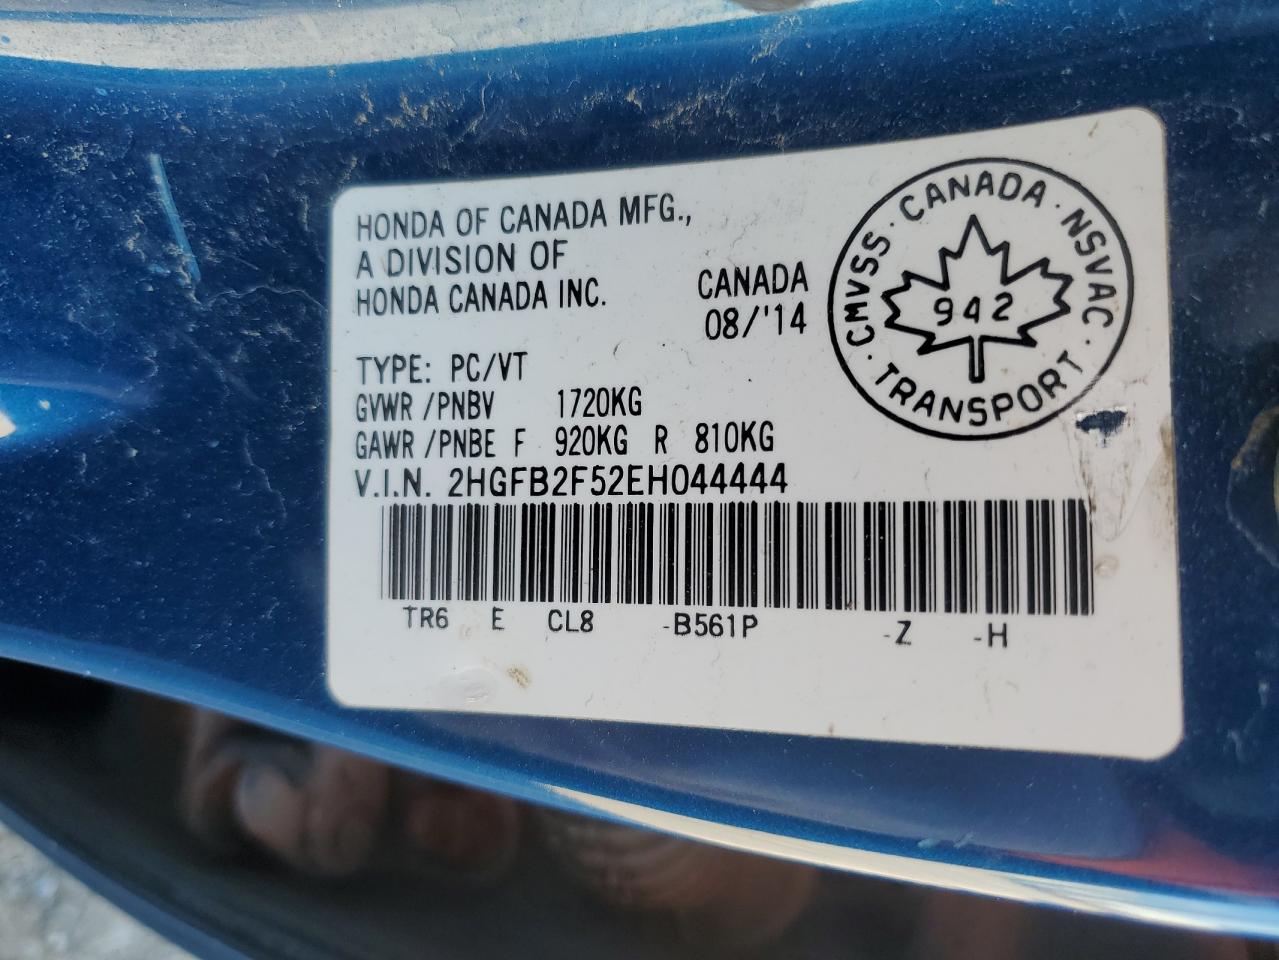 HONDA OF CANADA MFG.,
A DIVISION OF
HONDA CANADA INC.
CANADA
08/'14
CMVSS · CANADA · NSVAC · TRANSPORT ·
942
TYPE: PC/VT
GVWR /PNBV 1720KG
GAWR /PNBE F 920KG R 810KG
V.I.N. 2HGFB2F52EH044444
TR6 E CL8 -B561P -Z -H